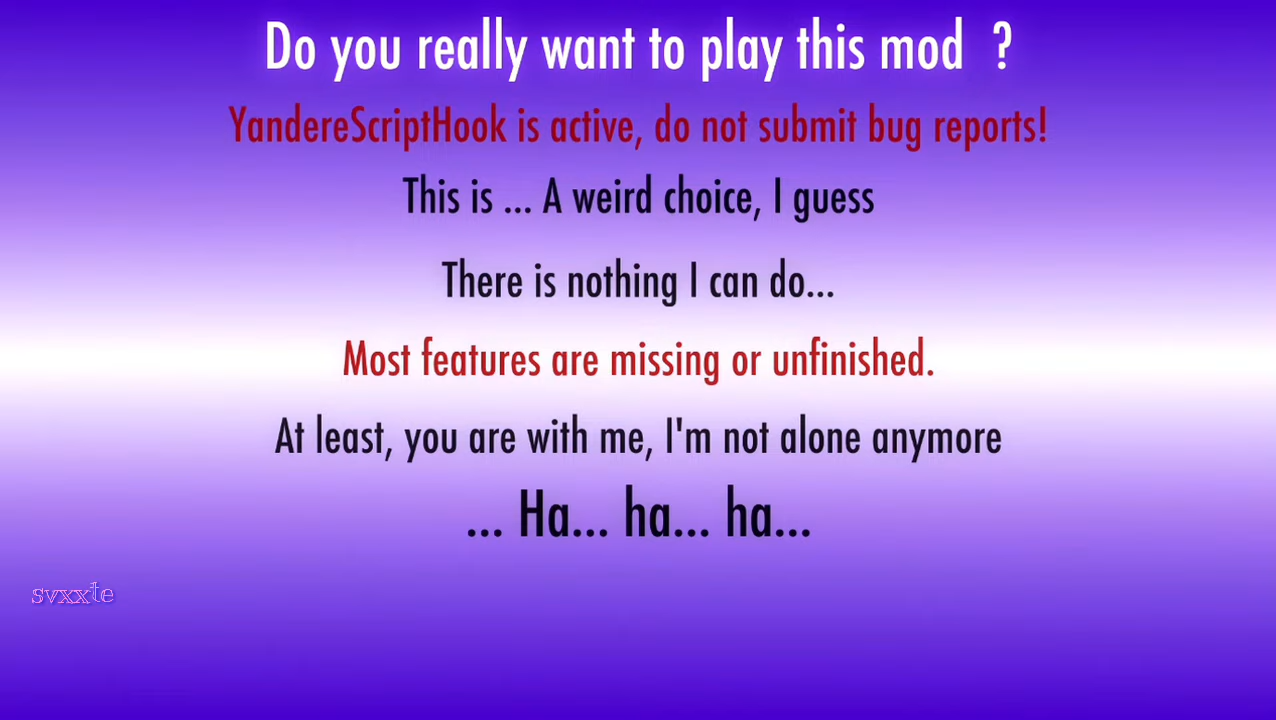 Do you really want to play this mod ?
YandereScriptHook is active, do not submit bug reports!
This is ... A weird choice, I guess
There is nothing I can do...
Most features are missing or unfinished.
At least, you are with me, I'm not alone anymore
... Ha... ha... ha...
svxxte